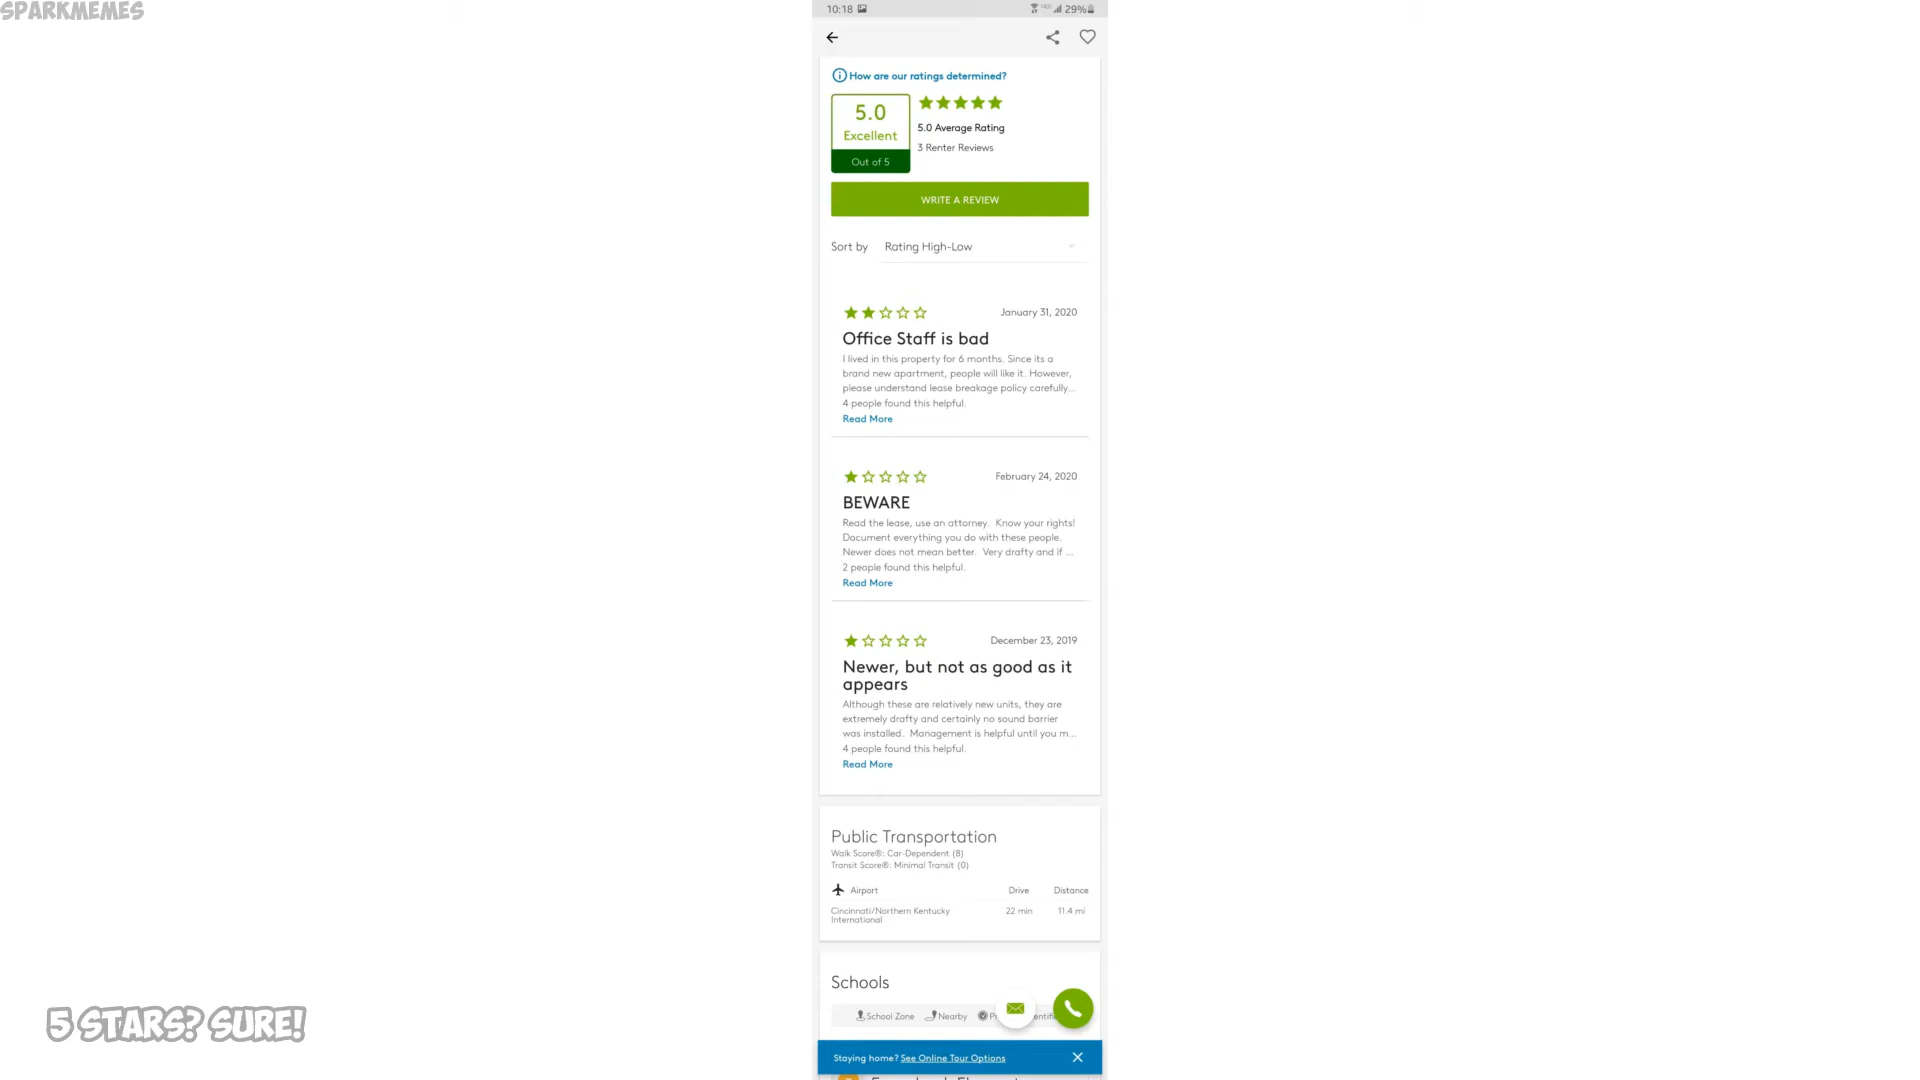 SPARKMEMES
10:18
29%
How are our ratings determined?
5.0
Excellent
Out of 5
5.0 Average Rating
3 Renter Reviews
WRITE A REVIEW
Sort by Rating High-Low
January 31, 2020
Office Staff is bad
I lived in this property for 6 months. Since its a
brand new apartment, people will like it. However,
please understand lease breakage policy carefully...
4 people found this helpful.
Read More
February 24, 2020
BEWARE
Read the lease, use an attorney. Know your rights!
Document everything you do with these people.
Newer does not mean better. Very drafty and if ...
2 people found this helpful.
Read More
December 23, 2019
Newer, but not as good as it
appears
Although these are relatively new units, they are
extremely drafty and certainly no sound barrier
was installed. Management is helpful until you m...
4 people found this helpful.
Read More
Public Transportation
Walk Score®: Car-Dependent (8)
Transit Score®: Minimal Transit (0)
Airport Drive Distance
Cincinnati/Northern Kentucky 22 min 11.4 mi
International
Schools
School Zone Nearby
Staying home? See Online Tour Options
5 STARS? SURE!